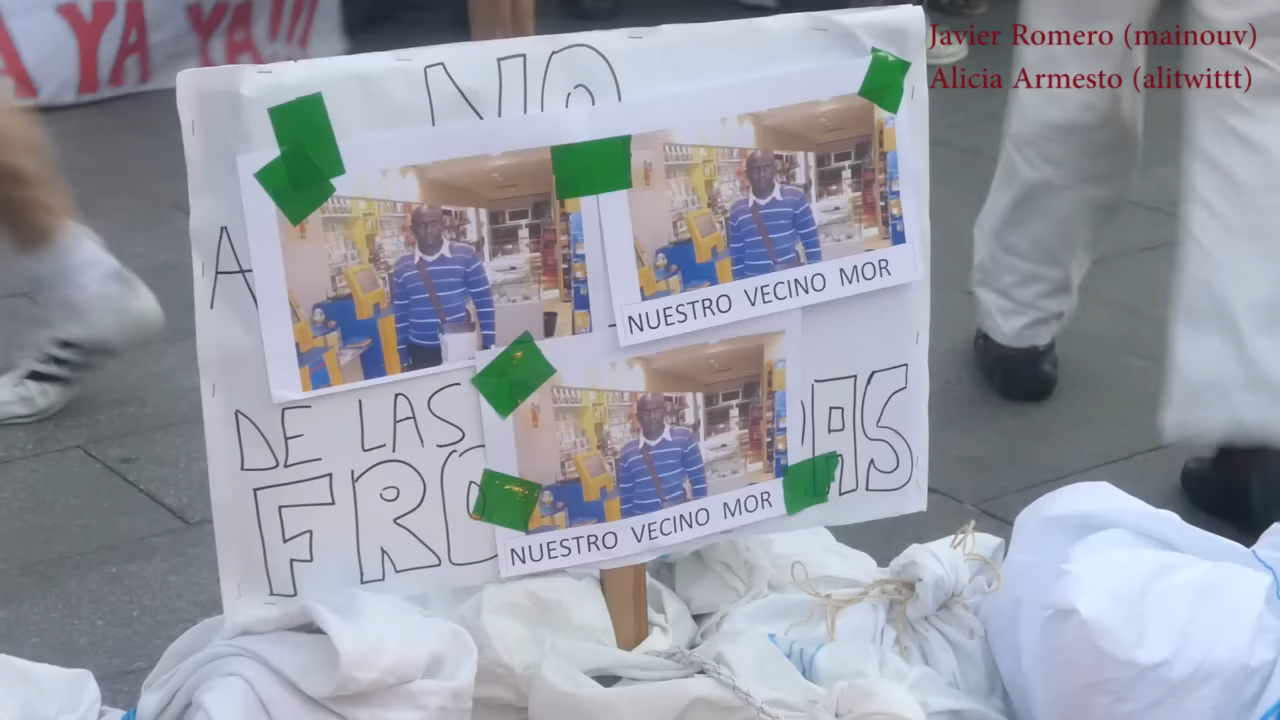 Javier Romero (mainouv)
Alicia Armesto (alitwittt)
A YA YA!!!
NO
NUESTRO VECINO MOR
A
DE LAS
AS
FRO
NUESTRO VECINO MOR